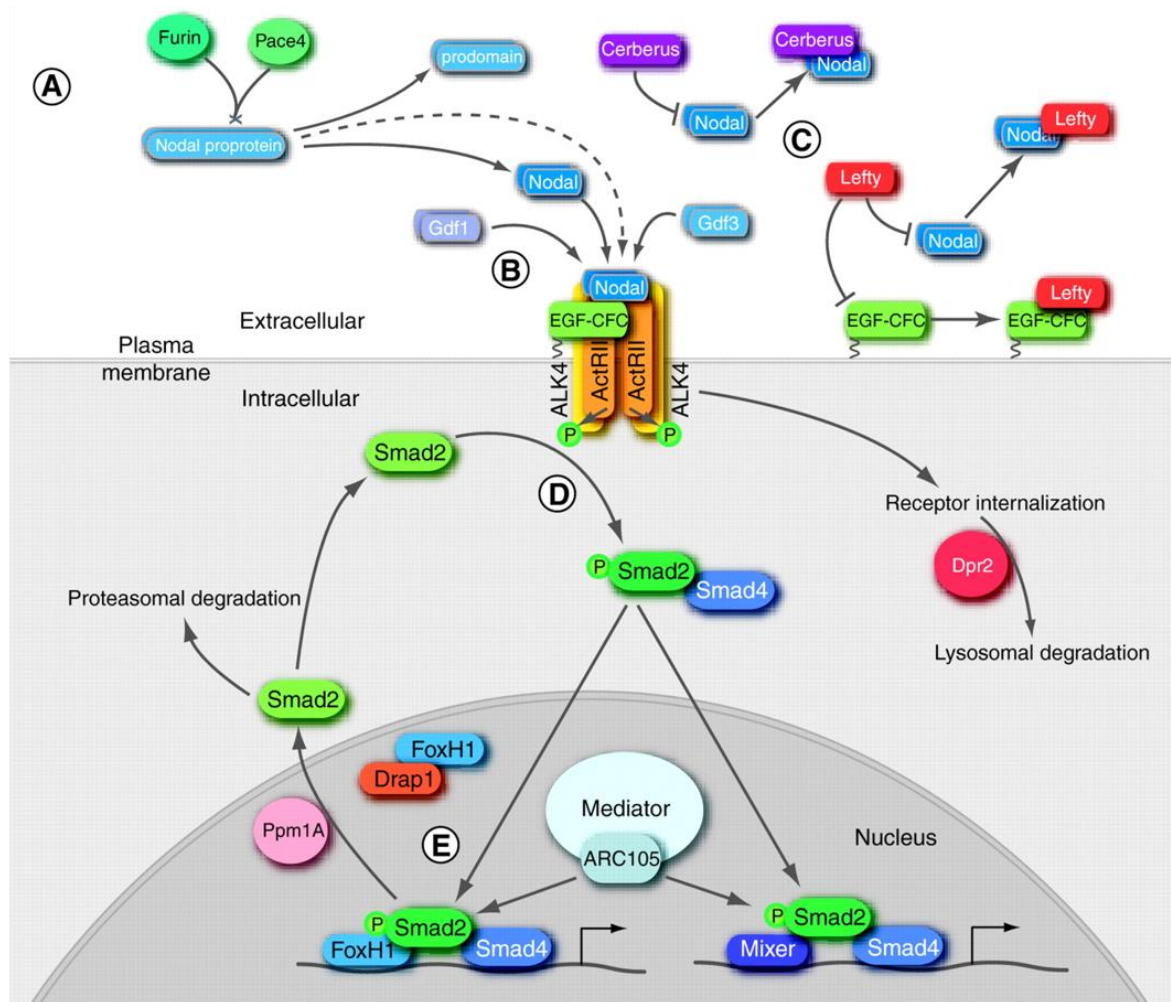 Furin
Pace4
A
prodomain
Nodal proprotein
Nodal
Cerberus
Nodal
Cerberus
Nodal
C
Lefty
Nodal
Nodal
Lefty
EGF-CFC
Lefty
EGF-CFC
Gdf1
Gdf3
B
Nodal
EGF-CFC
ActRII
ActRII
ALK4
ALK4
P
P
Extracellular
Plasma
membrane
Intracellular
Smad2
D
P
Smad2
Smad4
Receptor internalization
Dpr2
Lysosomal degradation
Proteasomal degradation
Smad2
Ppm1A
FoxH1
Drap1
E
Mediator
ARC105
Nucleus
P
Smad2
FoxH1
Smad4
P
Smad2
Mixer
Smad4